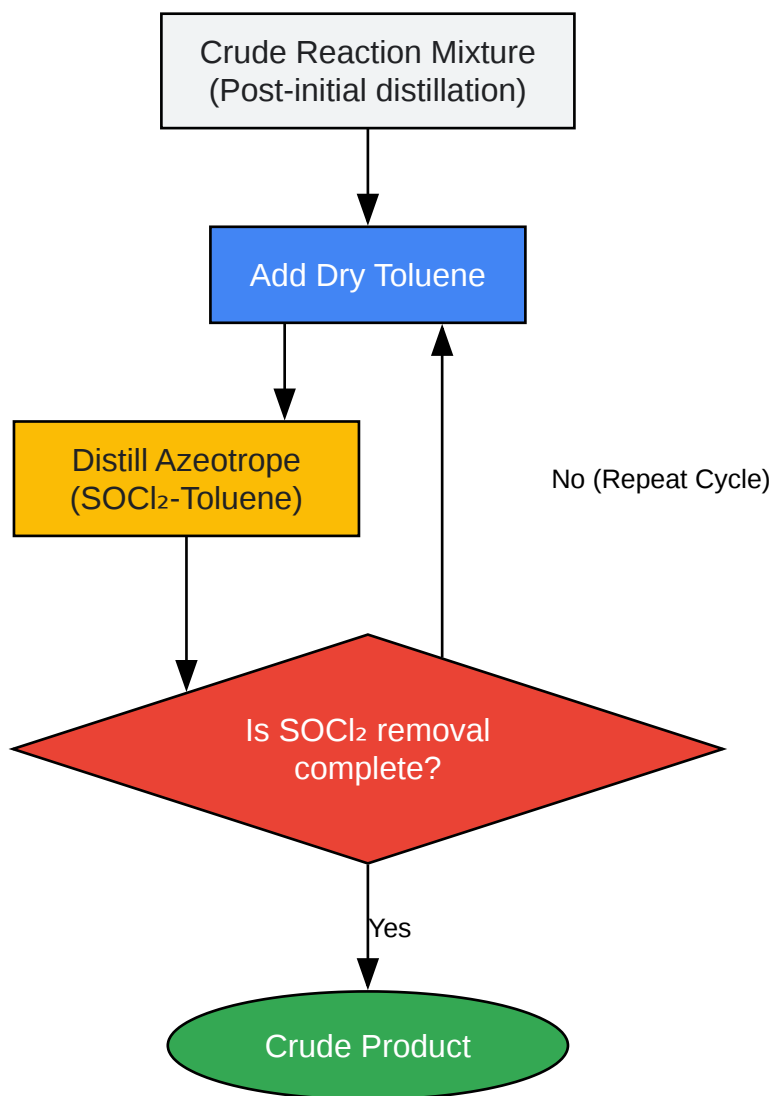 Crude Reaction Mixture
(Post-initial distillation)
Add Dry Toluene
Distill Azeotrope
(SOCl₂-Toluene)
No (Repeat Cycle)
Is SOCl₂ removal
complete?
Yes
Crude Product